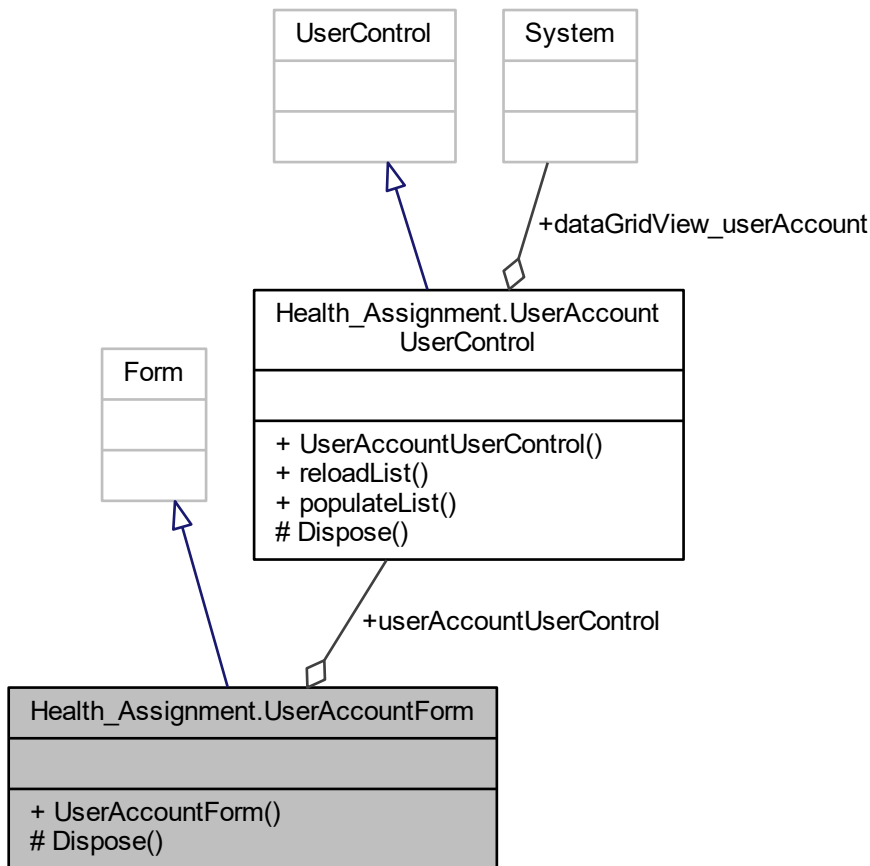 UserControl
System
+dataGridView_userAccount
Health_Assignment.UserAccount
UserControl
+ UserAccountUserControl()
+ reloadList()
+ populateList()
# Dispose()
Form
+userAccountUserControl
Health_Assignment.UserAccountForm
+ UserAccountForm()
# Dispose()